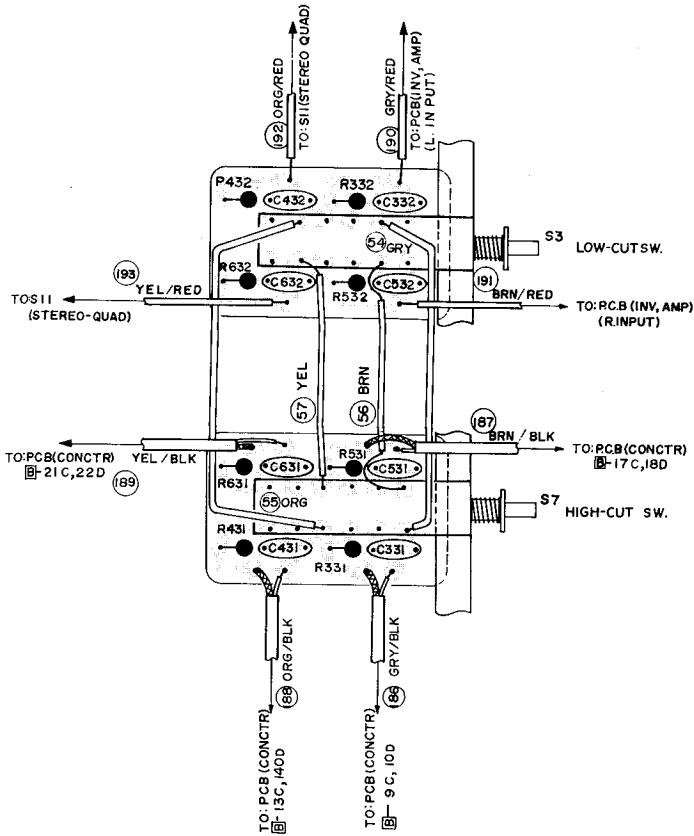 192 ORG/RED
TO: S11 (STEREO QUAD)
190 GRY/RED
TO: PCB (INV, AMP)
(L. IN PUT)
P432
C432
R332
C332
54
GRY
S3
LOW-CUT SW.
193
YEL/RED
TO: S11
(STEREO-QUAD)
R632
C632
R532
C532
191
BRN/RED
TO: P.C.B (INV, AMP)
(R.INPUT)
57 YEL
56 BRN
187
BRN/BLK
TO: P.C.B (CONCTR)
B-17C, 18D
TO: PCB (CONCTR)
B-21C, 22D
YEL/BLK
189
C631
R631
R531
C531
55 ORG
S7
HIGH-CUT SW.
R431
C431
R331
C331
188 ORG/BLK
TO: PCB (CONCTR)
B-13C, 140D
186 GRY/BLK
TO: PCB (CONCTR)
B-9C, 10D